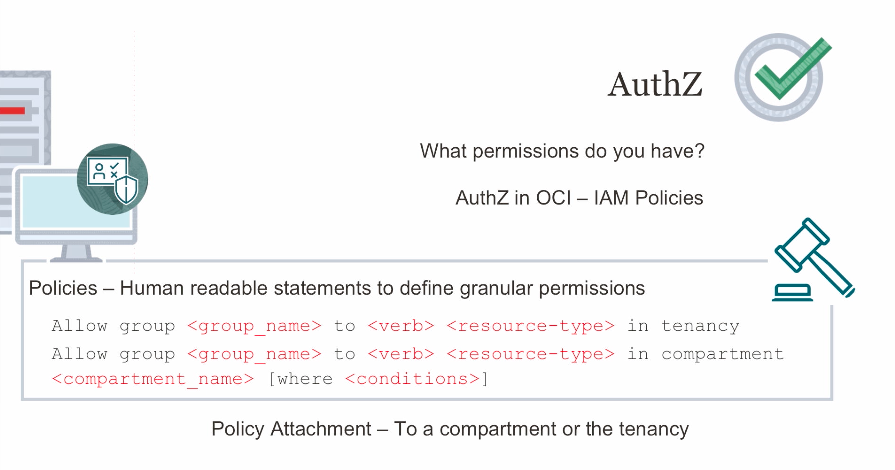 AuthZ
What permissions do you have?
AuthZ in OCI – IAM Policies
Policies – Human readable statements to define granular permissions
Allow group <group_name> to <verb> <resource-type> in tenancy
Allow group <group_name> to <verb> <resource-type> in compartment
<compartment_name> [where <conditions>]
Policy Attachment – To a compartment or the tenancy